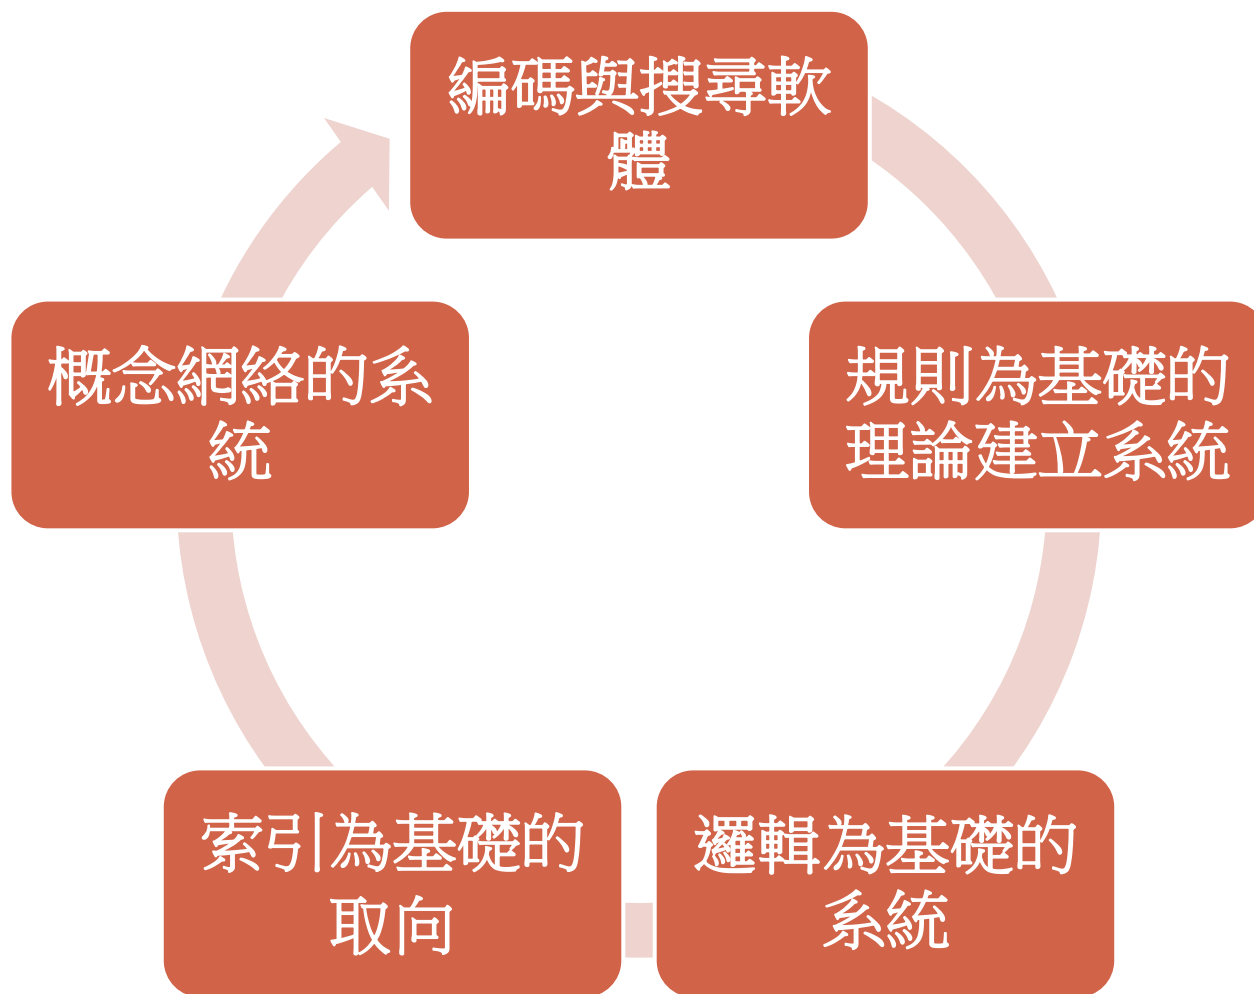 編碼與搜尋軟
體
規則為基礎的
理論建立系統
邏輯為基礎的
系統
索引為基礎的
取向
概念網絡的系
統